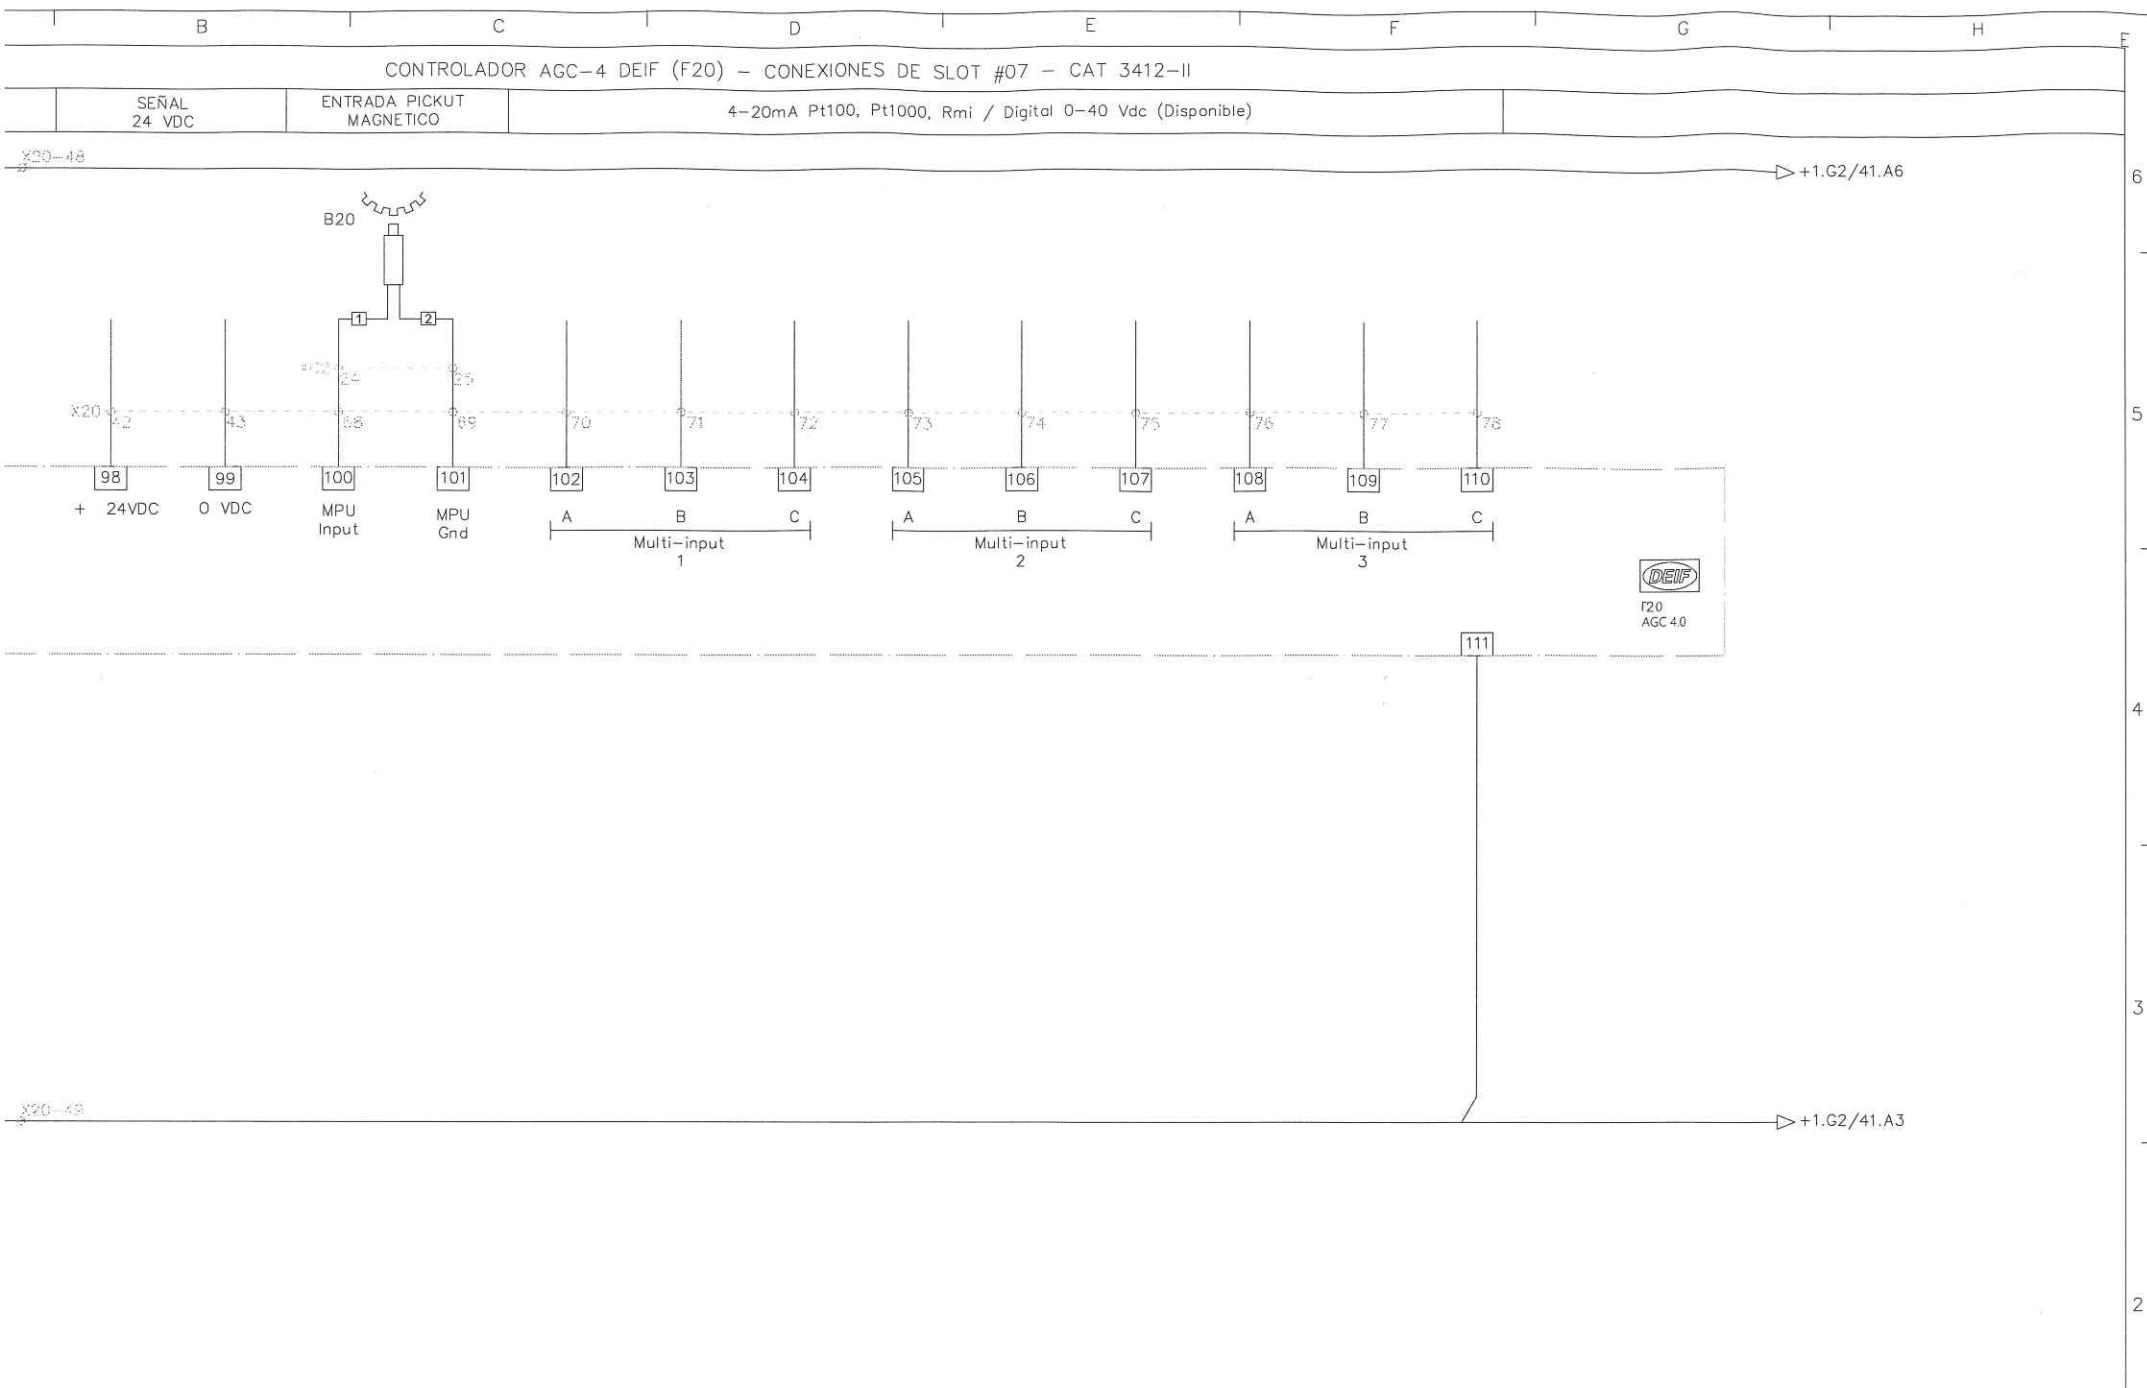 B C D E F G H
CONTROLADOR AGC-4 DEIF (F20) - CONEXIONES DE SLOT #07 - CAT 3412-II
SEÑAL
24 VDC
ENTRADA PICKUT
MAGNETICO
4-20mA Pt100, Pt1000, Rmi / Digital 0-40 Vdc (Disponible)
X20-48
+1.G2/41.A6
6
B20
1 2
25
X20 42 43 68 69 70 71 72 73 74 75 76 77 78
5
98 99 100 101 102 103 104 105 106 107 108 109 110
+ 24VDC
0 VDC
MPU
Input
MPU
Gnd
A B C
Multi-input
1
A B C
Multi-input
2
A B C
Multi-input
3
DEIF
F20
AGC 4.0
111
4
3
X20-49
+1.G2/41.A3
2